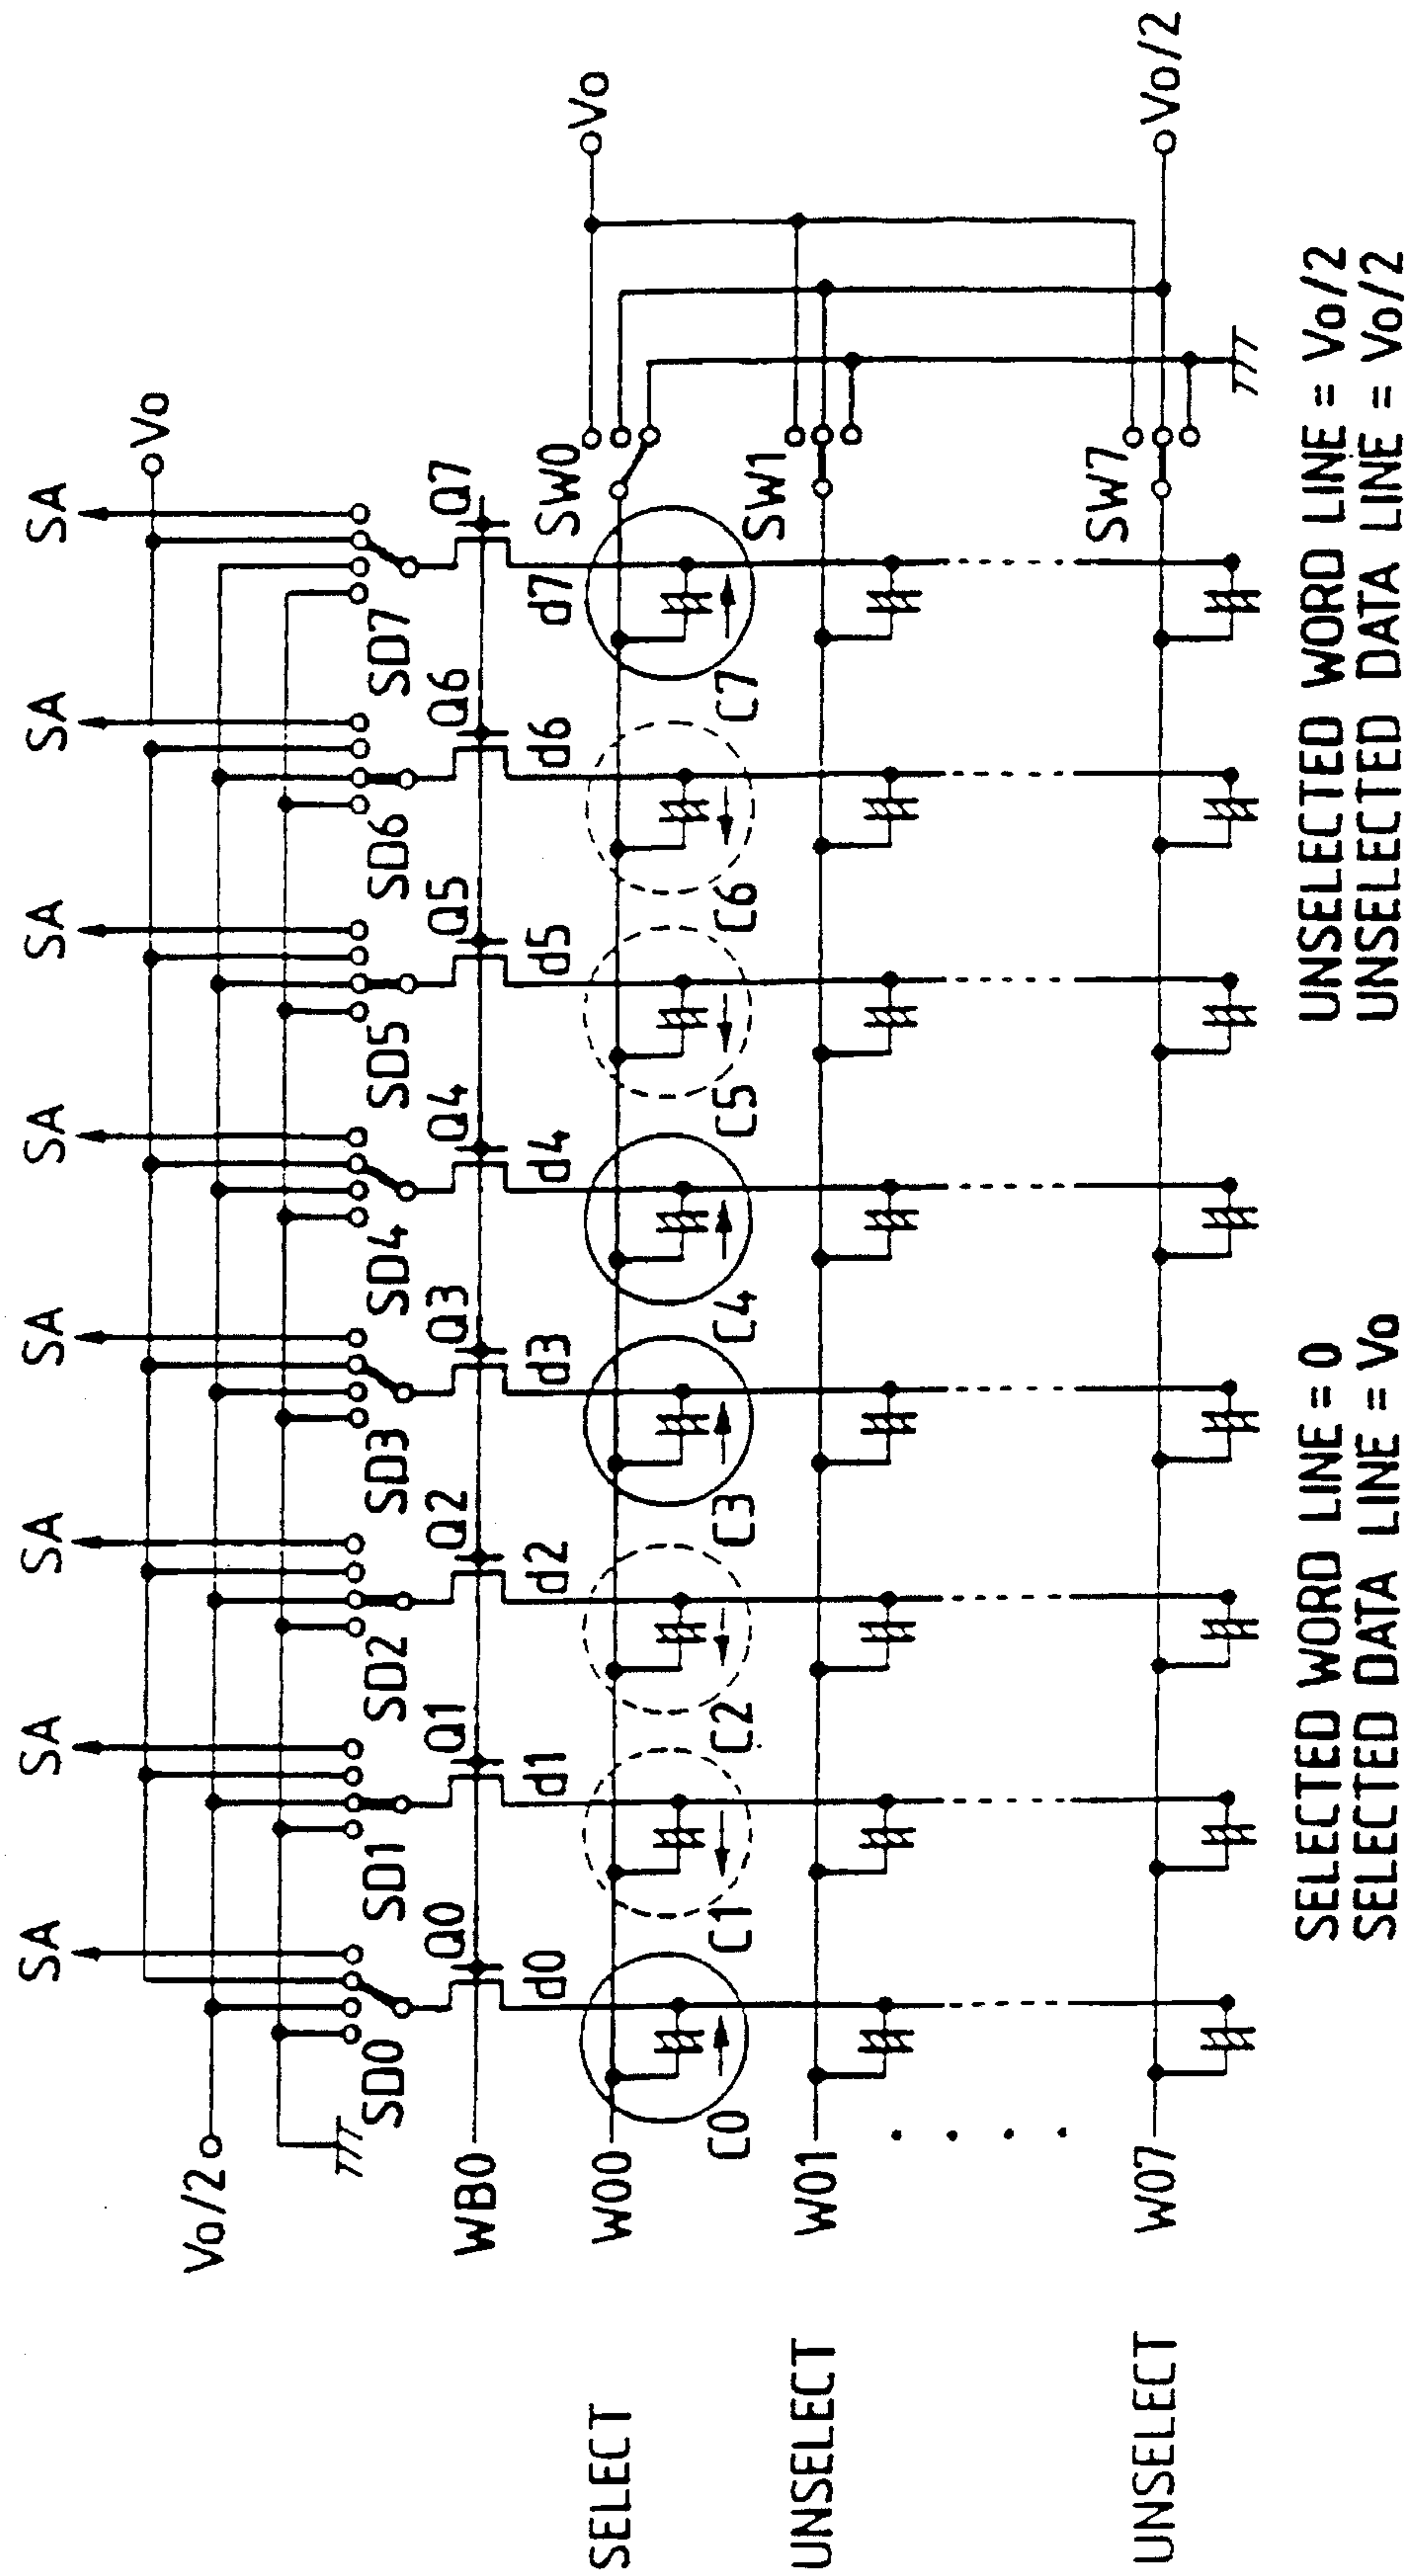 SA SA SA SA SA SA SA SA
Vo
Vo/2
SD0 SD1 SD2 SD3 SD4 SD5 SD6 SD7
Q0 Q1 Q2 Q3 Q4 Q5 Q6 Q7
WB0
d0 d1 d2 d3 d4 d5 d6 d7
SW0
Vo
SELECT W00
C0 C1 C2 C3 C4 C5 C6 C7
SW1
UNSELECT W01
SW7
UNSELECT W07
Vo/2
SELECTED WORD LINE = 0
SELECTED DATA LINE = Vo
UNSELECTED WORD LINE = Vo/2
UNSELECTED DATA LINE = Vo/2